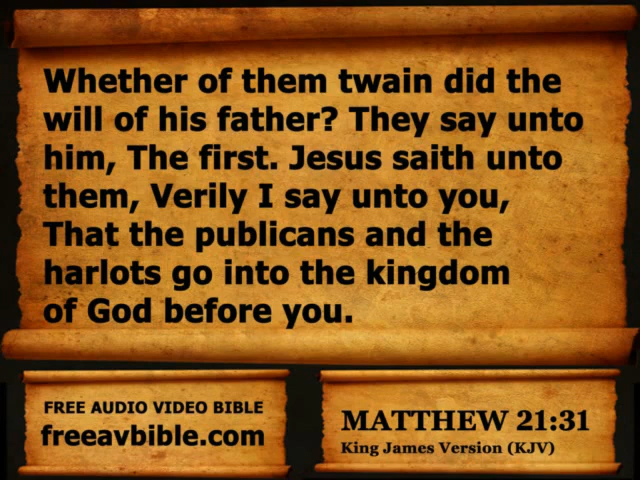 Whether of them twain did the
will of his father? They say unto
him, The first. Jesus saith unto
them, Verily I say unto you,
That the publicans and the
harlots go into the kingdom
of God before you.
FREE AUDIO VIDEO BIBLE
freeavbible.com
MATTHEW 21:31
King James Version (KJV)